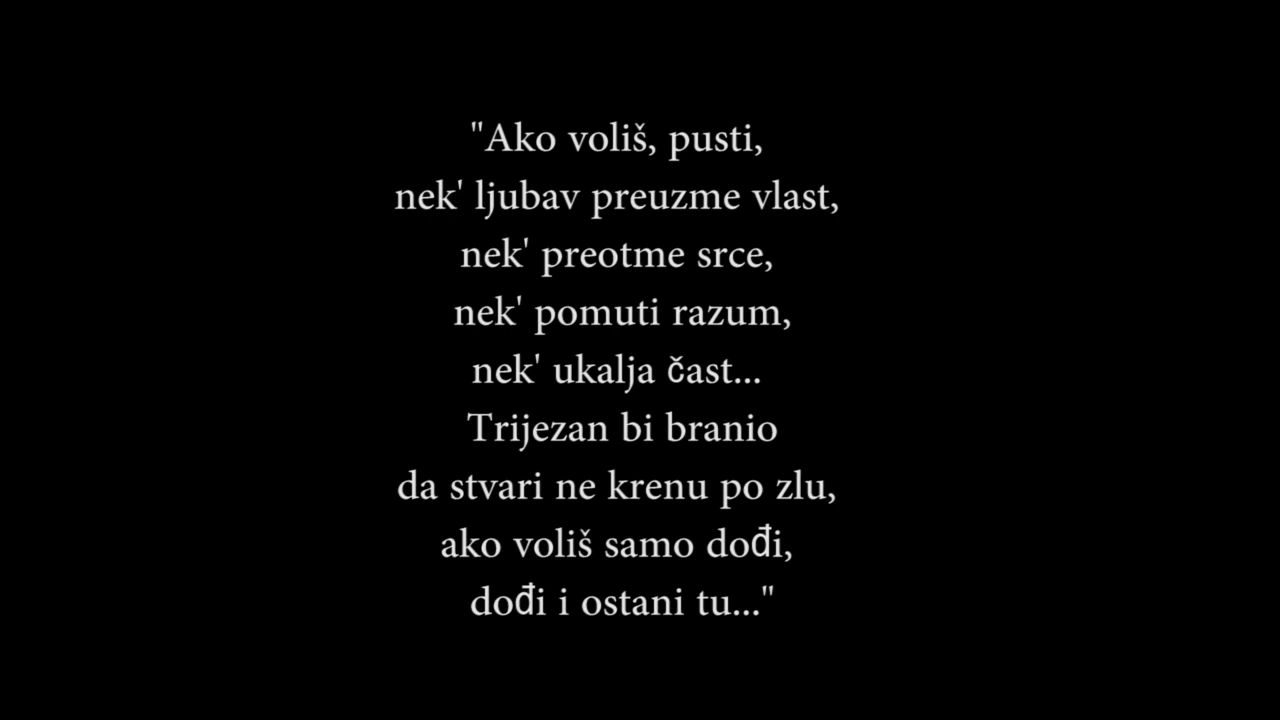 "Ako voliš, pusti,
nek' ljubav preuzme vlast,
nek' preotme srce,
nek' pomuti razum,
nek' ukalja čast...
Trijezan bi branio
da stvari ne krenu po zlu,
ako voliš samo dođi,
dođi i ostani tu..."